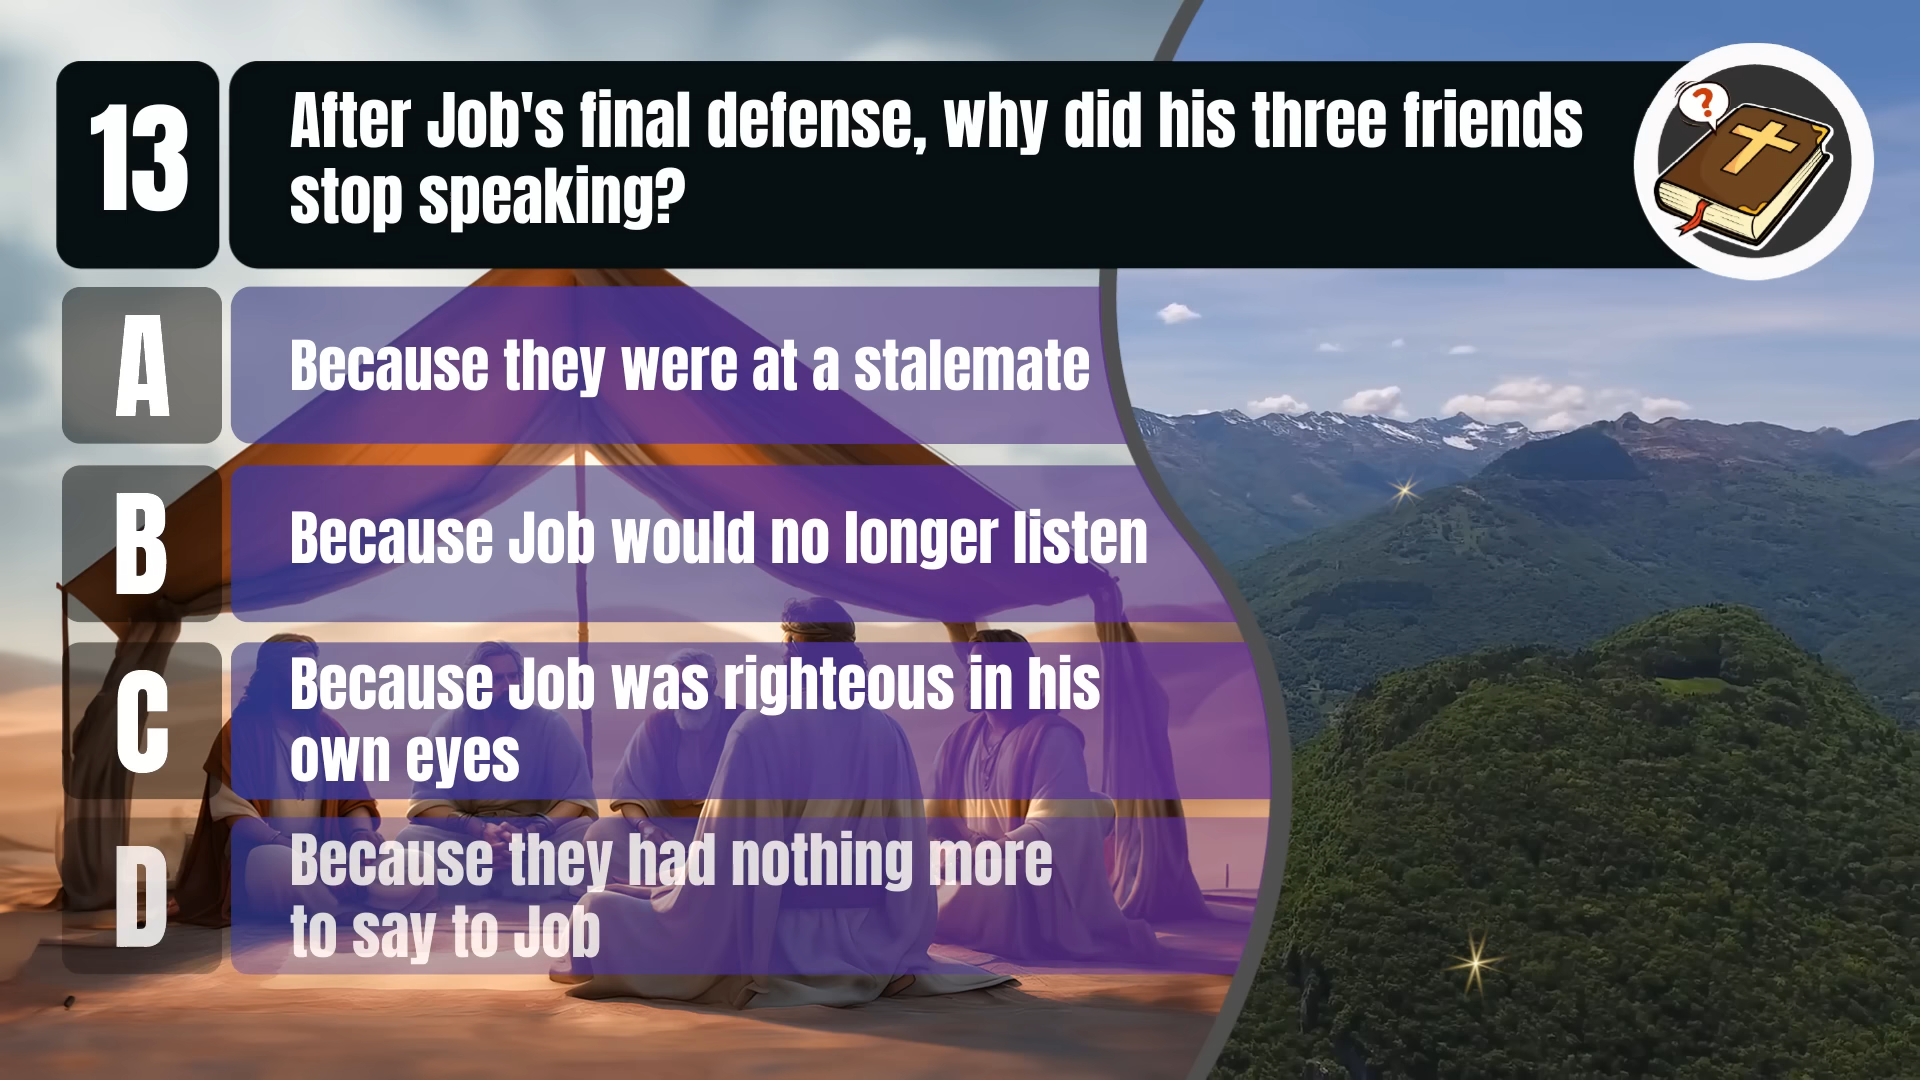 13
After Job's final defense, why did his three friends
stop speaking?
?
A
Because they were at a stalemate
B
Because Job would no longer listen
C
Because Job was righteous in his
own eyes
D
Because they had nothing more
to say to Job